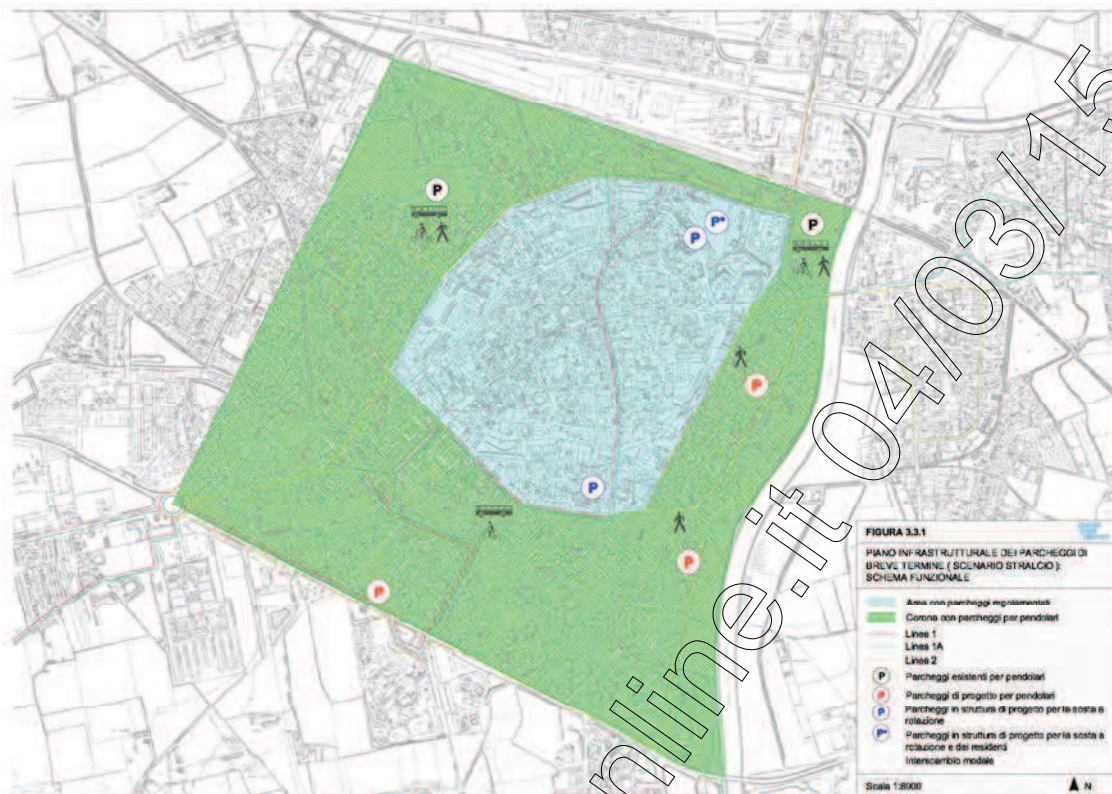 P
P
P*
P
P
P
P
P
P
nline.it 04/03/15
FIGURA 3.3.1
PIANO INFRASTRUTTURALE DEI PARCHEGGI DI
BREVE TERMINE ( SCENARIO STRALCIO ):
SCHEMA FUNZIONALE
Area con parcheggi regolamentati
Corona con parcheggi per pendolari
Linea 1
Linea 1A
Linea 2
P Parcheggi esistenti per pendolari
P Parcheggi di progetto per pendolari
P Parcheggi in struttura di progetto per la sosta a
rotazione
P* Parcheggi in struttura di progetto per la sosta a
rotazione e dei residenti
Interscambio modale
Scala 1:8000
N